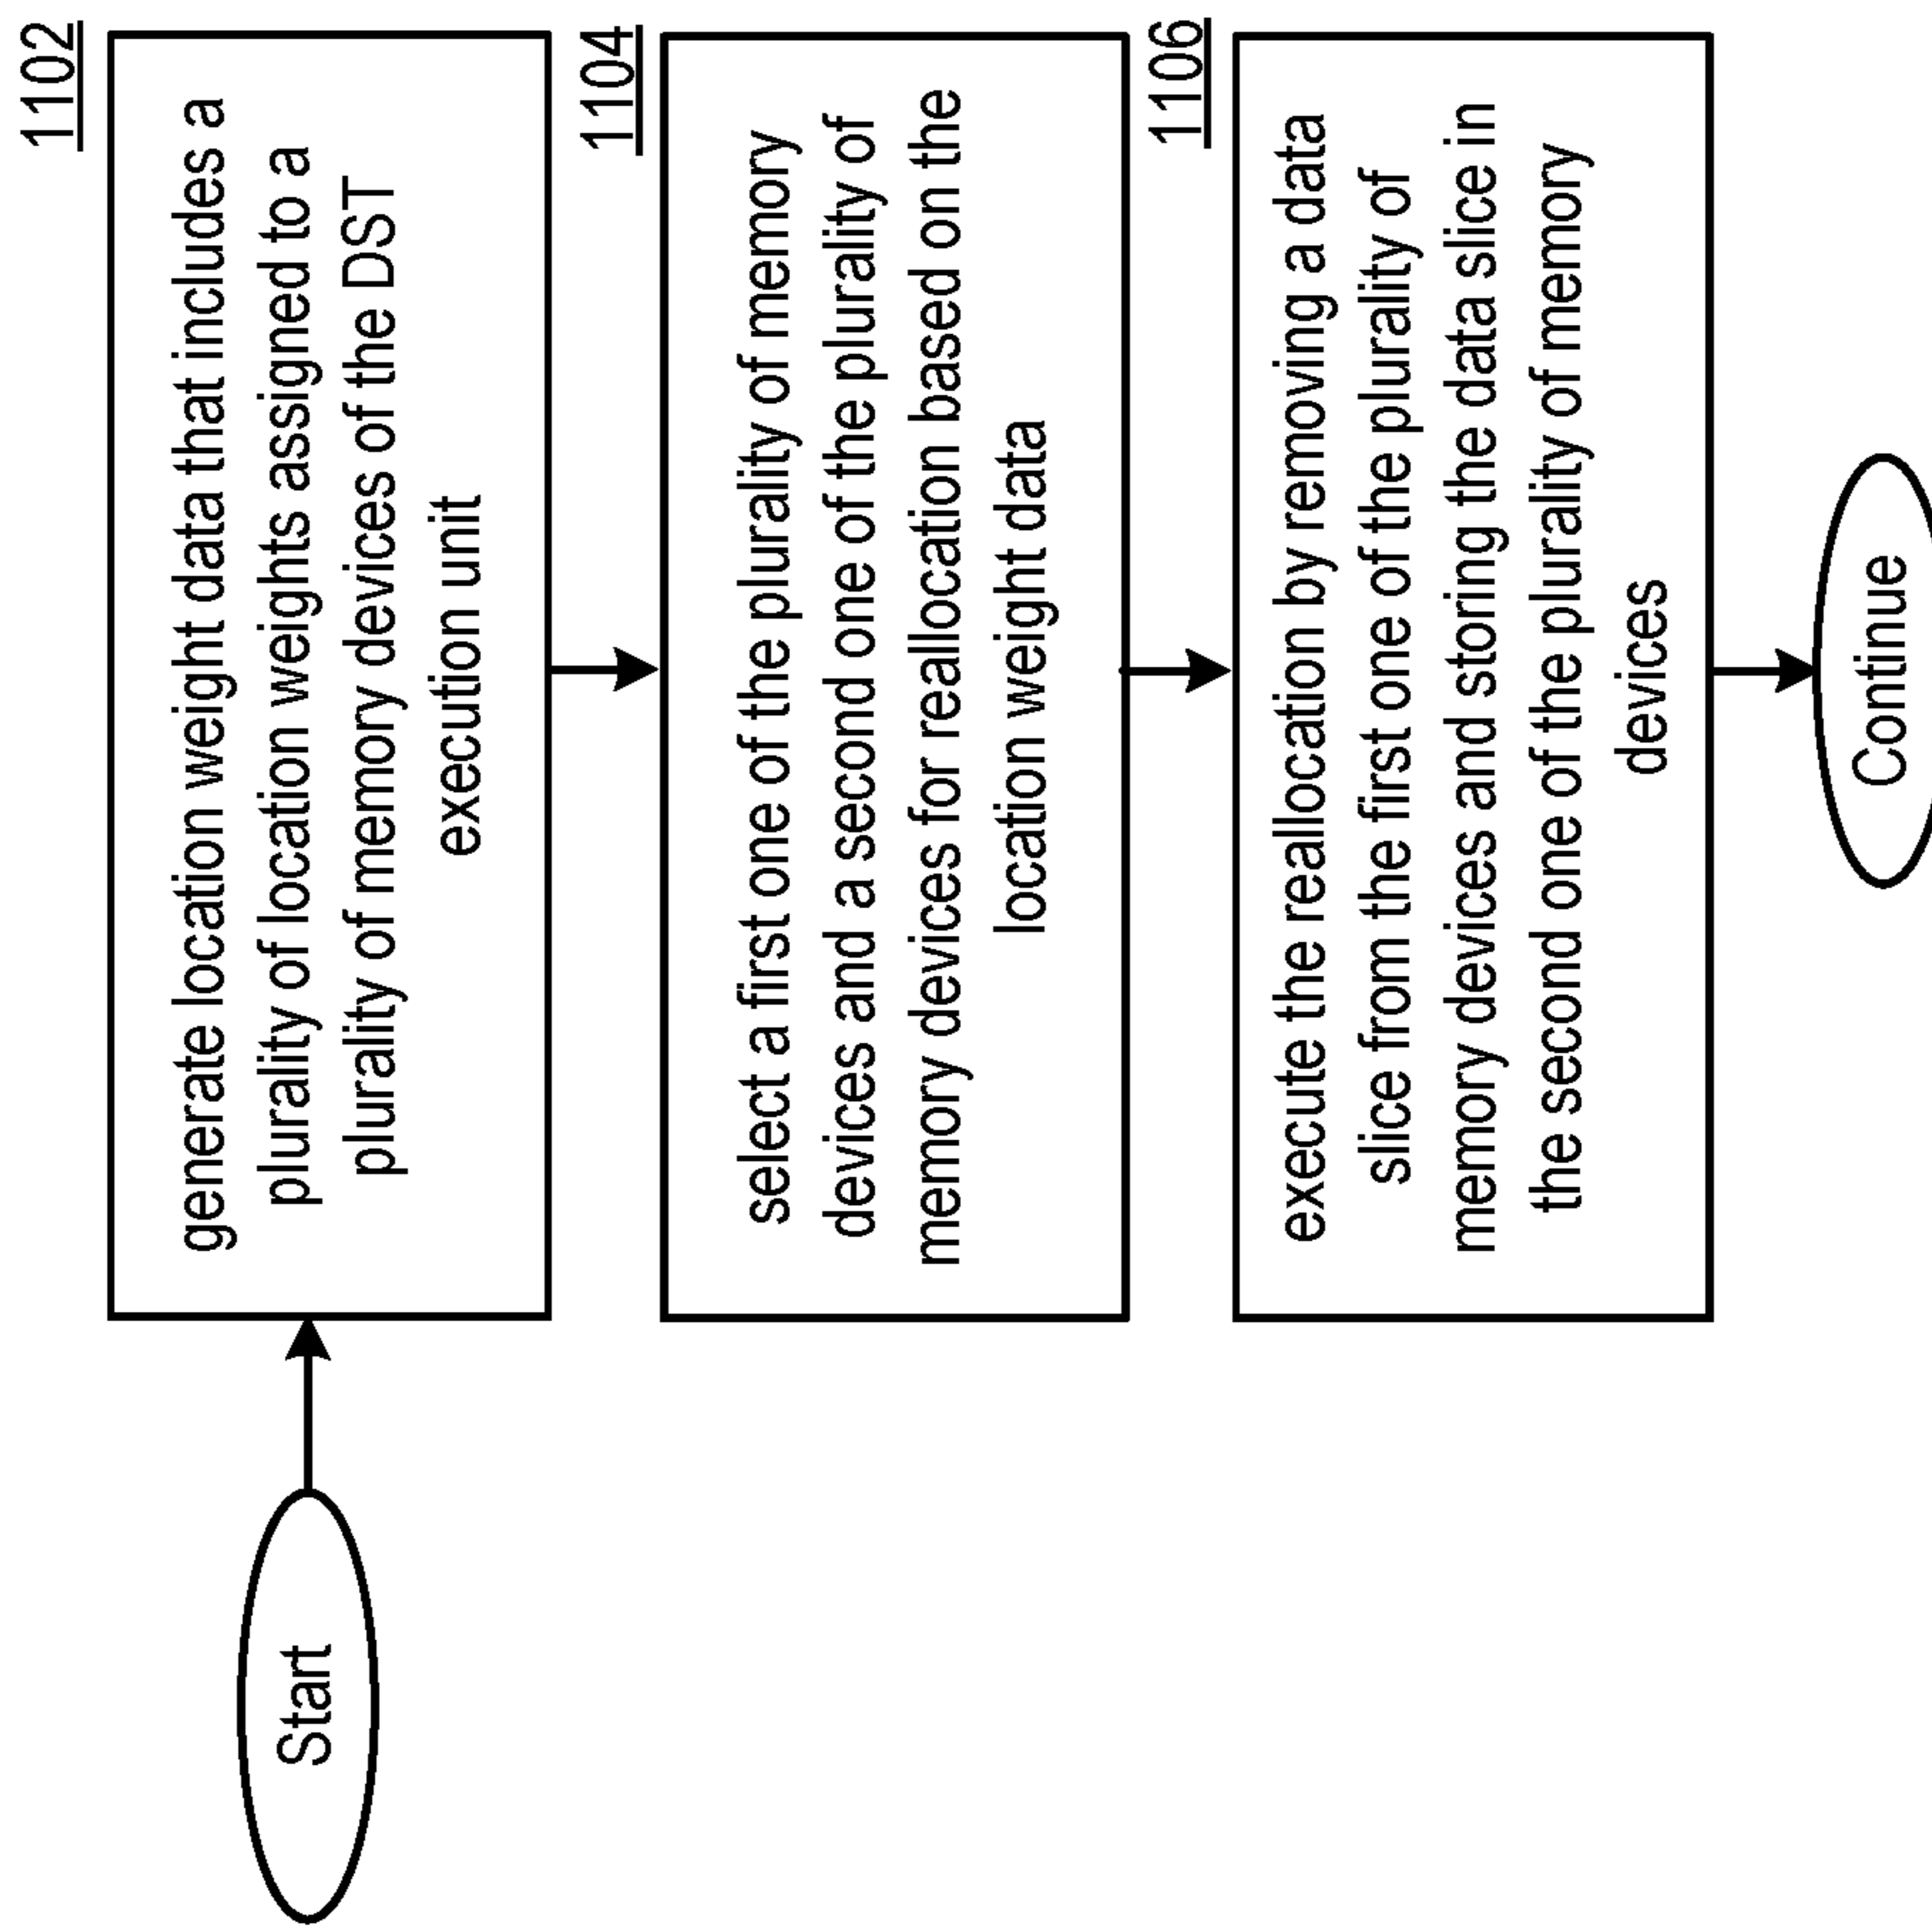 Start
1102
generate location weight data that includes a
plurality of location weights assigned to a
plurality of memory devices of the DST
execution unit
1104
select a first one of the plurality of memory
devices and a second one of the plurality of
memory devices for reallocation based on the
location weight data
1106
execute the reallocation by removing a data
slice from the first one of the plurality of
memory devices and storing the data slice in
the second one of the plurality of memory
devices
Continue